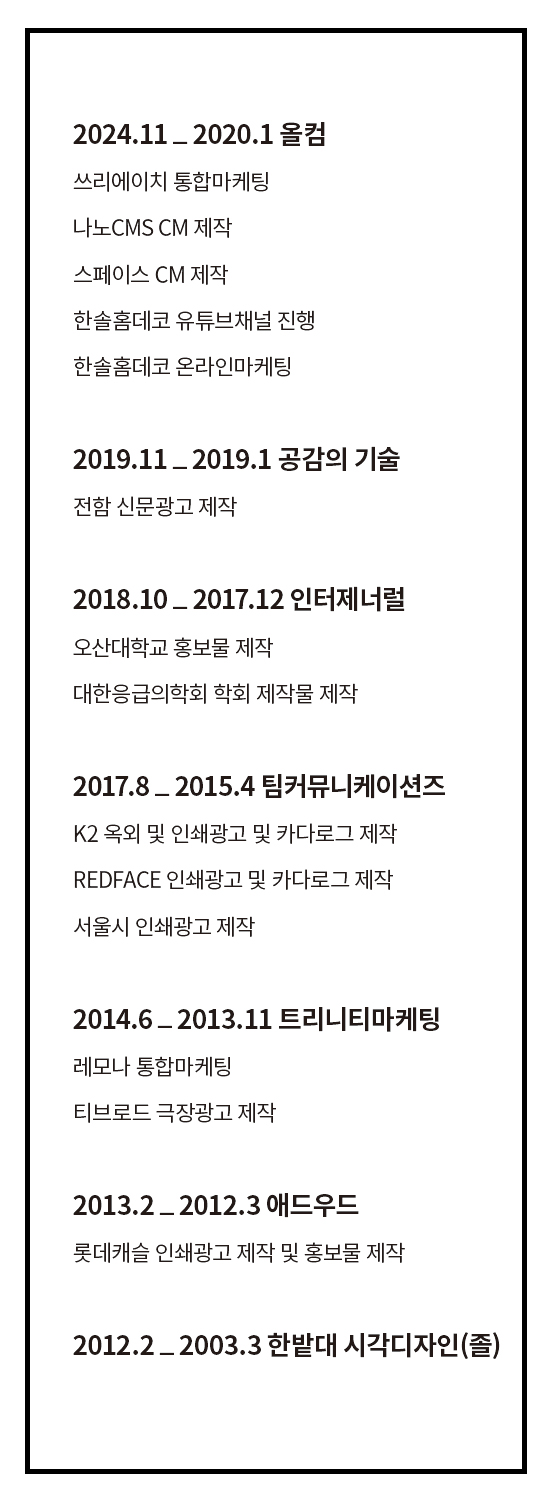 2024.11 _ 2020.1 올컴
쓰리에이치 통합마케팅
나노CMS CM 제작
스페이스 CM 제작
한솔홈데코 유튜브채널 진행
한솔홈데코 온라인마케팅
2019.11 _ 2019.1 공감의 기술
전함 신문광고 제작
2018.10 _ 2017.12 인터제너럴
오산대학교 홍보물 제작
대한응급의학회 학회 제작물 제작
2017.8 _ 2015.4 팀커뮤니케이션즈
K2 옥외 및 인쇄광고 및 카다로그 제작
REDFACE 인쇄광고 및 카다로그 제작
서울시 인쇄광고 제작
2014.6 _ 2013.11 트리니티마케팅
레모나 통합마케팅
티브로드 극장광고 제작
2013.2 _ 2012.3 애드우드
롯데캐슬 인쇄광고 제작 및 홍보물 제작
2012.2 _ 2003.3 한밭대 시각디자인(졸)